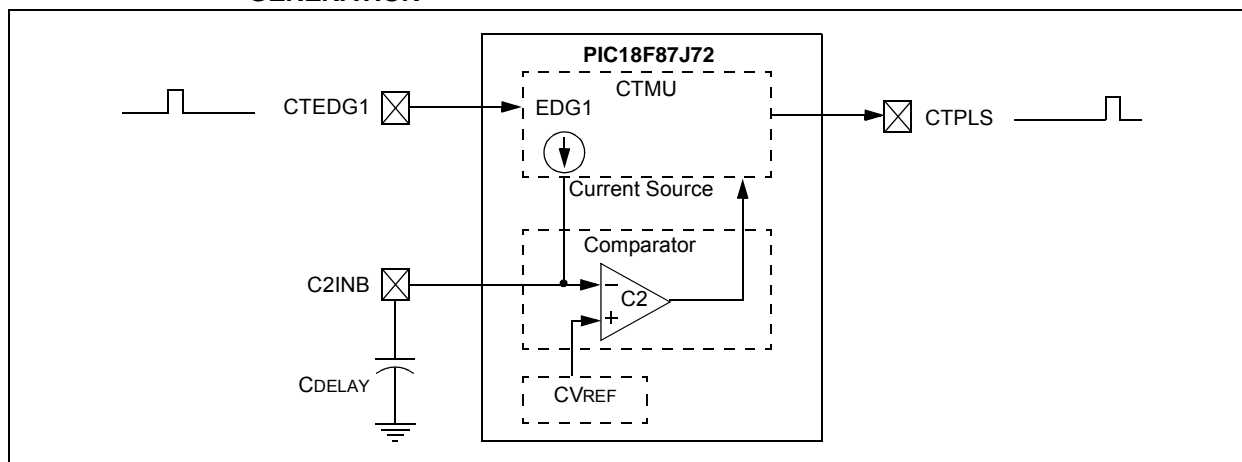 GENERATION
PIC18F87J72
CTMU
CTEDG1
EDG1
CTPLS
Current Source
Comparator
C2INB
−
C2
+
CDELAY
CVREF